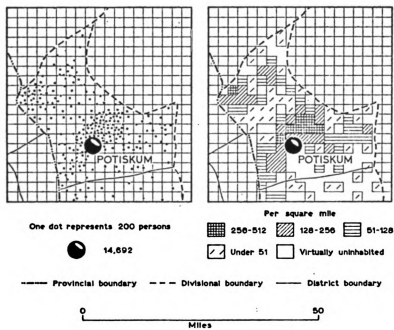 POTISKUM
POTISKUM
One dot represents 200 persons
14,692
Per square mile
256-512
128-256
51-128
Under 51
Virtually uninhabited
Provincial boundary
Divisional boundary
District boundary
0
50
Miles